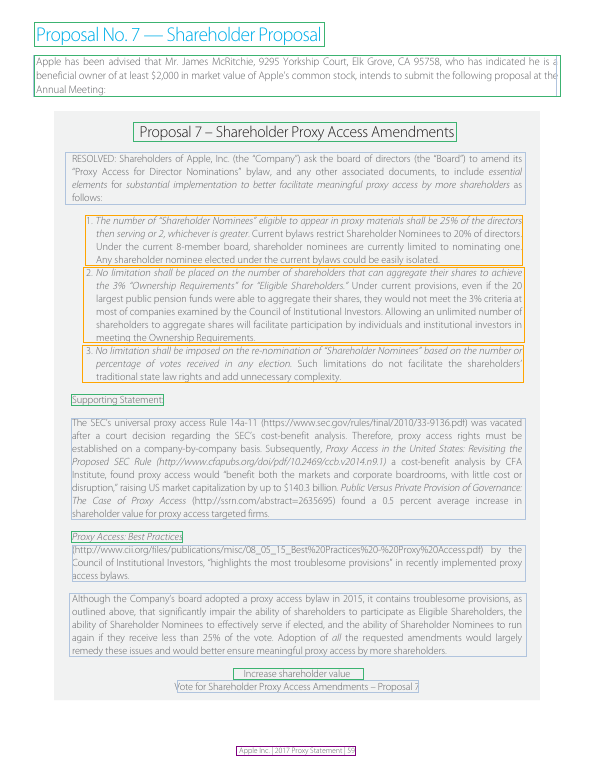 Proposal No. 7 — Shareholder Proposal
Apple has been advised that Mr. James McRitchie, 9295 Yorkship Court, Elk Grove, CA 95758, who has indicated he is a
beneficial owner of at least $2,000 in market value of Apple's common stock, intends to submit the following proposal at the
Annual Meeting:
Proposal 7 – Shareholder Proxy Access Amendments
RESOLVED: Shareholders of Apple, Inc. (the "Company") ask the board of directors (the "Board") to amend its
"Proxy Access for Director Nominations" bylaw, and any other associated documents, to include essential
elements for substantial implementation to better facilitate meaningful proxy access by more shareholders as
follows:
1. The number of "Shareholder Nominees" eligible to appear in proxy materials shall be 25% of the directors
then serving or 2, whichever is greater. Current bylaws restrict Shareholder Nominees to 20% of directors.
Under the current 8-member board, shareholder nominees are currently limited to nominating one.
Any shareholder nominee elected under the current bylaws could be easily isolated.
2. No limitation shall be placed on the number of shareholders that can aggregate their shares to achieve
the 3% "Ownership Requirements" for "Eligible Shareholders." Under current provisions, even if the 20
largest public pension funds were able to aggregate their shares, they would not meet the 3% criteria at
most of companies examined by the Council of Institutional Investors. Allowing an unlimited number of
shareholders to aggregate shares will facilitate participation by individuals and institutional investors in
meeting the Ownership Requirements.
3. No limitation shall be imposed on the re-nomination of "Shareholder Nominees" based on the number or
percentage of votes received in any election. Such limitations do not facilitate the shareholders'
traditional state law rights and add unnecessary complexity.
Supporting Statement:
The SEC's universal proxy access Rule 14a-11 (https://www.sec.gov/rules/final/2010/33-9136.pdf) was vacated
after a court decision regarding the SEC's cost-benefit analysis. Therefore, proxy access rights must be
established on a company-by-company basis. Subsequently, Proxy Access in the United States: Revisiting the
Proposed SEC Rule (http://www.cfapubs.org/doi/pdf/10.2469/ccb.v2014.n9.1) a cost-benefit analysis by CFA
Institute, found proxy access would "benefit both the markets and corporate boardrooms, with little cost or
disruption," raising US market capitalization by up to $140.3 billion. Public Versus Private Provision of Governance:
The Case of Proxy Access (http://ssrn.com/abstract=2635695) found a 0.5 percent average increase in
shareholder value for proxy access targeted firms.
Proxy Access: Best Practices
(http://www.cii.org/files/publications/misc/08_05_15_Best%20Practices%20-%20Proxy%20Access.pdf) by the
Council of Institutional Investors, "highlights the most troublesome provisions" in recently implemented proxy
access bylaws.
Although the Company's board adopted a proxy access bylaw in 2015, it contains troublesome provisions, as
outlined above, that significantly impair the ability of shareholders to participate as Eligible Shareholders, the
ability of Shareholder Nominees to effectively serve if elected, and the ability of Shareholder Nominees to run
again if they receive less than 25% of the vote. Adoption of all the requested amendments would largely
remedy these issues and would better ensure meaningful proxy access by more shareholders.
Increase shareholder value
Vote for Shareholder Proxy Access Amendments – Proposal 7
Apple Inc. | 2017 Proxy Statement | 59